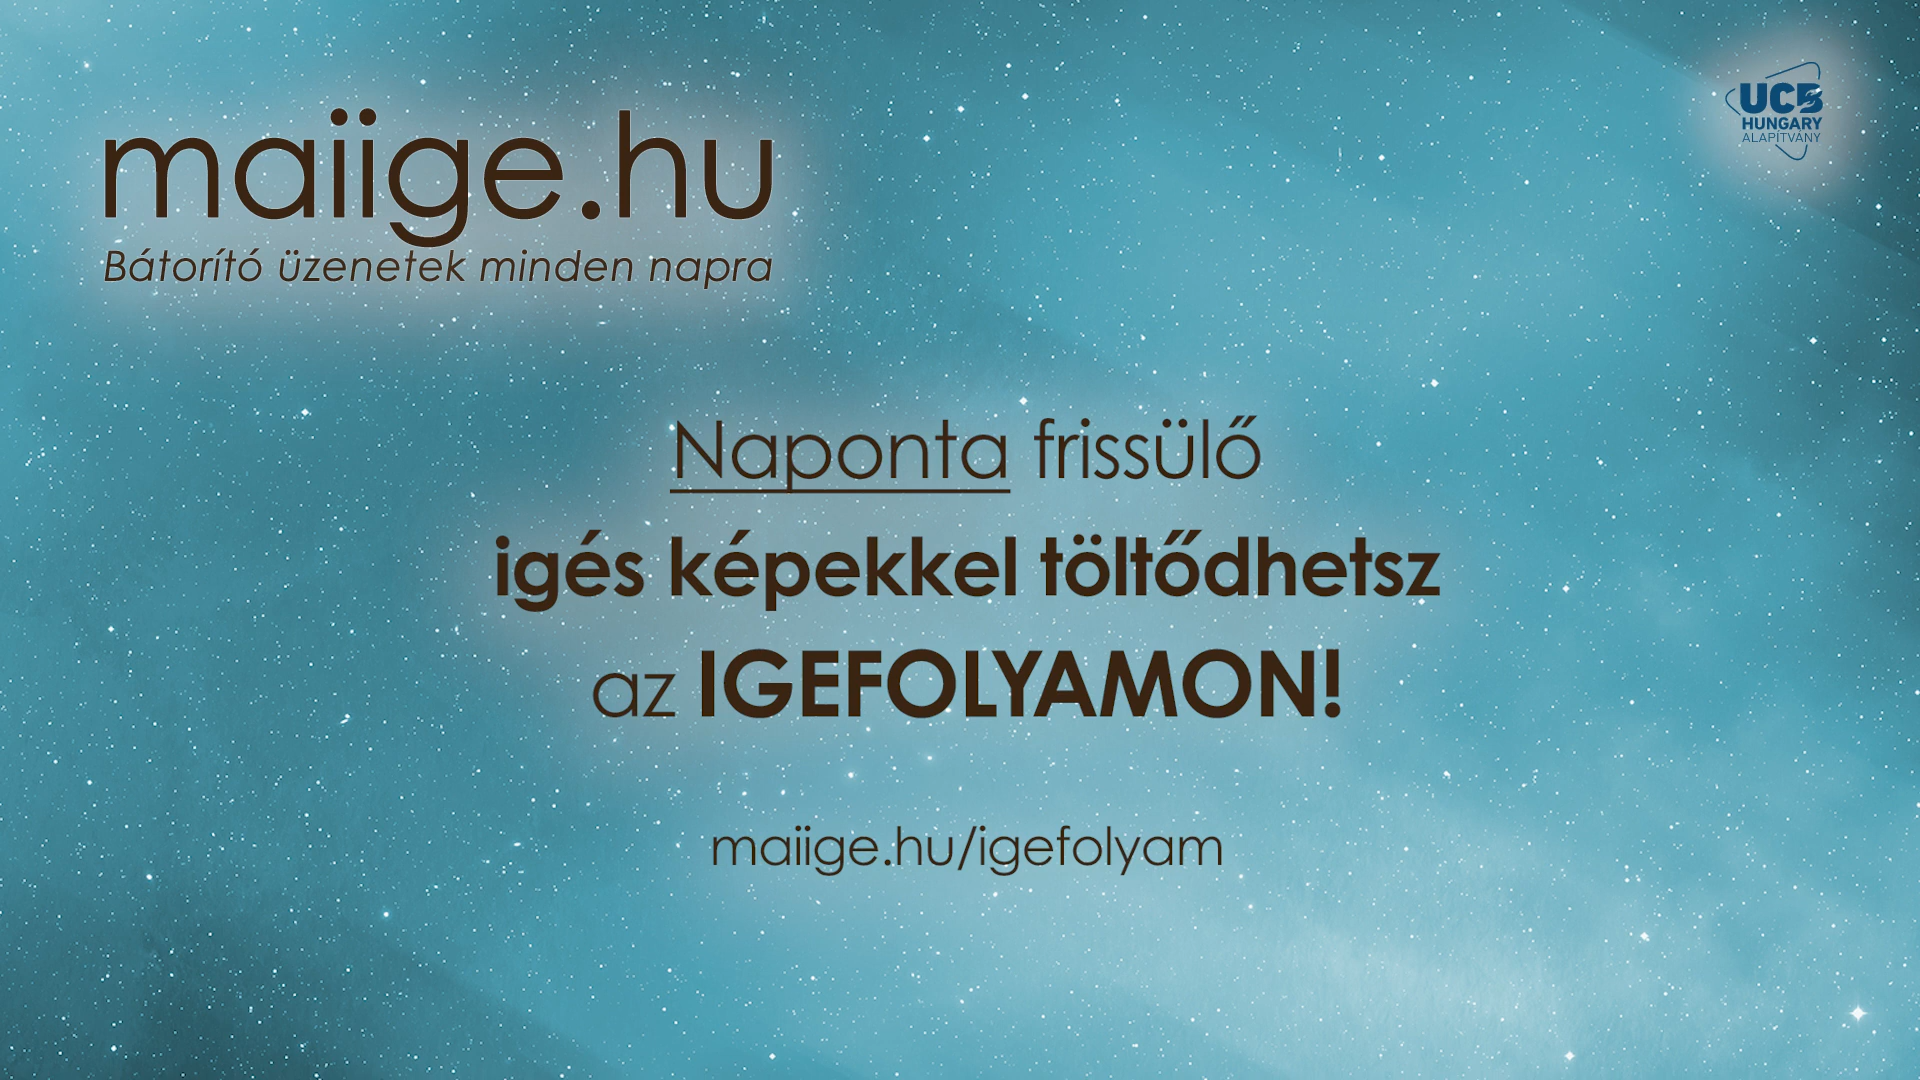 maiige.hu
Bátorító üzenetek minden napra
UCB
HUNGARY
ALAPÍTVÁNY
Naponta frissülő
igés képekkel töltődhetsz
az IGEFOLYAMON!
maiige.hu/igefolyam